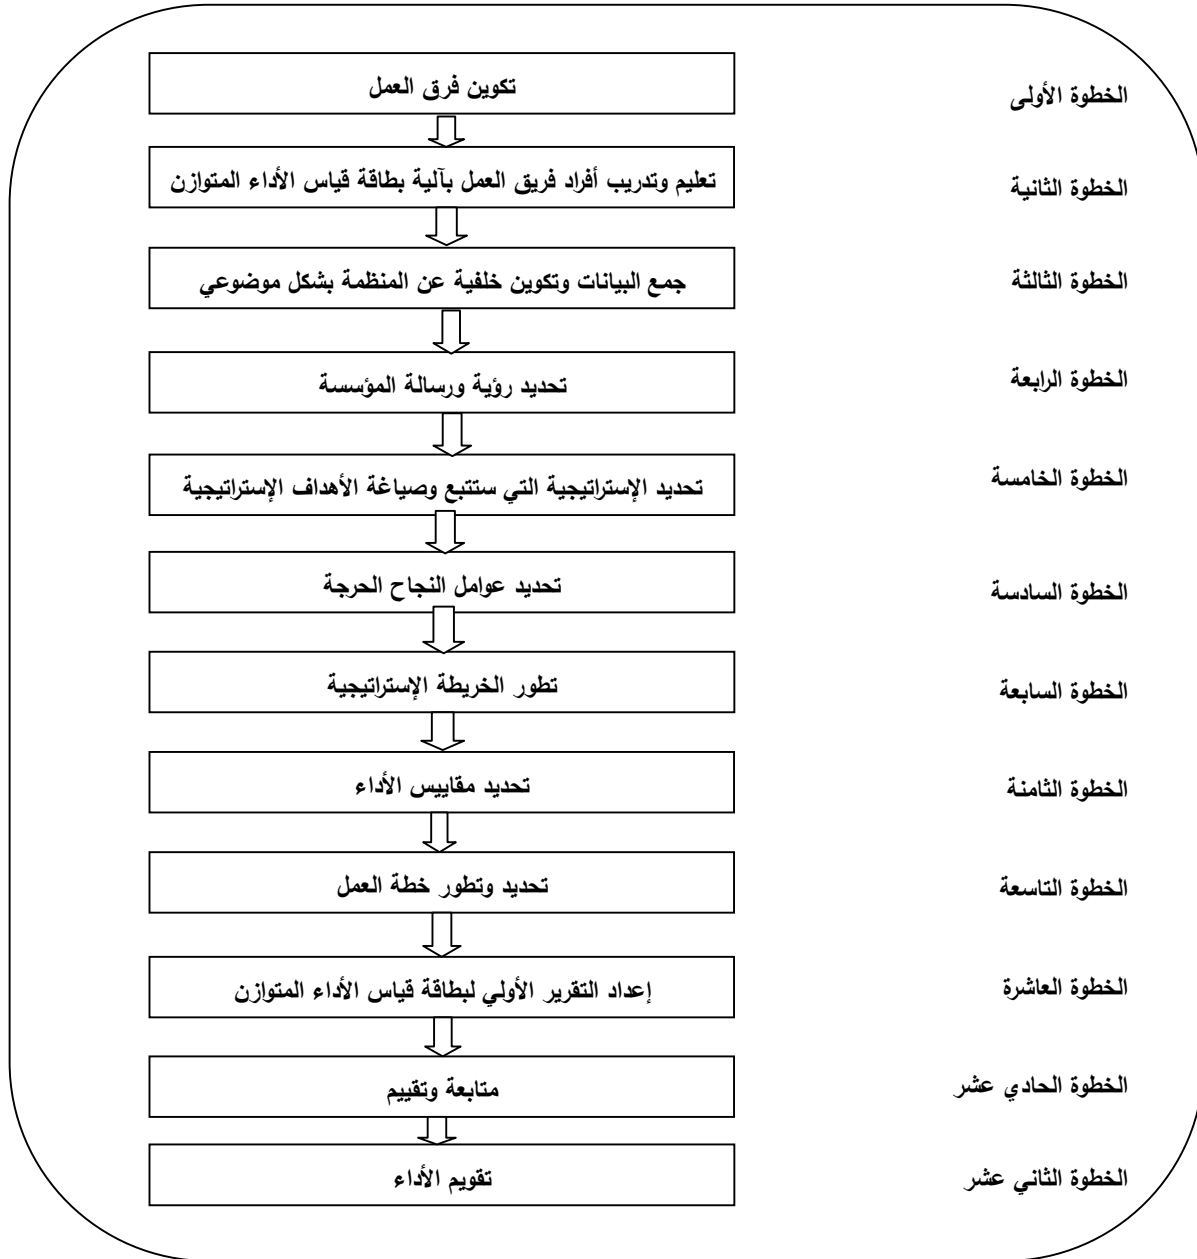 الخطوة الأولى
تكوين فرق العمل
الخطوة الثانية
تعليم وتدريب أفراد فريق العمل بآلية بطاقة قياس الأداء المتوازن
الخطوة الثالثة
جمع البيانات وتكوين خلفية عن المنظمة بشكل موضوعي
الخطوة الرابعة
تحديد رؤية ورسالة المؤسسة
الخطوة الخامسة
تحديد الإستراتيجية التي ستتبع وصياغة الأهداف الإستراتيجية
الخطوة السادسة
تحديد عوامل النجاح الحرجة
الخطوة السابعة
تطور الخريطة الإستراتيجية
الخطوة الثامنة
تحديد مقاييس الأداء
الخطوة التاسعة
تحديد وتطور خطة العمل
الخطوة العاشرة
إعداد التقرير الأولي لبطاقة قياس الأداء المتوازن
الخطوة الحادي عشر
متابعة وتقييم
الخطوة الثاني عشر
تقويم الأداء